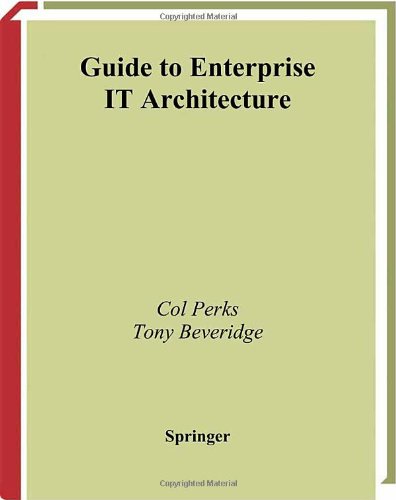 Copyrighted Material
Guide to Enterprise
IT Architecture
Col Perks
Tony Beveridge
Springer
Copyrighted Material